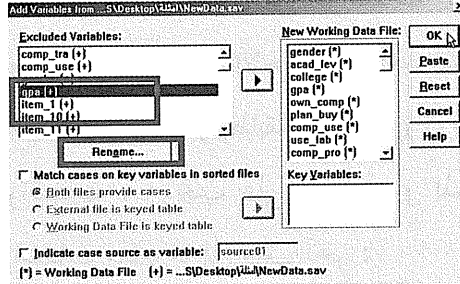 Add Variables from ...S\Desktop\البيانات\NewData.sav
Excluded Variables:
comp_tra (+)
comp_use (+)
gpa (+)
item_1 (+)
item_10 (+)
item_11 (+)
Rename...
New Working Data File:
gender (*)
acad_lev (*)
college (*)
gpa (*)
own_comp (*)
plan_buy (*)
comp_use (*)
use_lab (*)
comp_pro (*)
OK
Paste
Reset
Cancel
Help
Match cases on key variables in sorted files
Both files provide cases
External file is keyed table
Working Data File is keyed table
Key Variables:
Indicate case source as variable: source01
(*) = Working Data File (+) = ...S\Desktop\NewData.sav